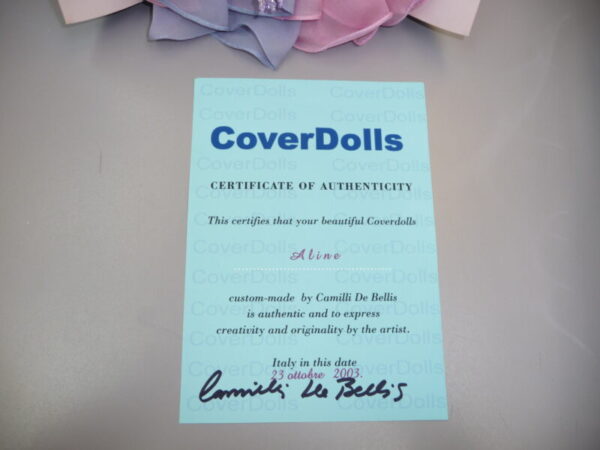 CoverDolls
CERTIFICATE OF AUTHENTICITY
This certifies that your beautiful Coverdolls
Aline
custom-made by Camilli De Bellis
is authentic and to express
creativity and originality by the artist.
Italy in this date
23 ottobre 2003.
Camilli De Bellis